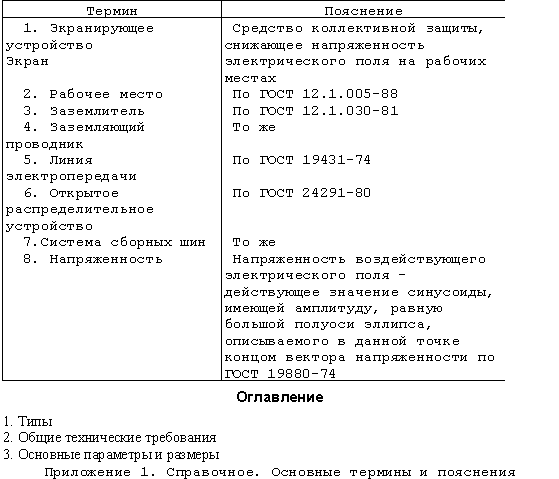 Термин Пояснение
1. Экранирующее Средство коллективной защиты,
устройство снижающее напряженность
Экран электрического поля на рабочих
местах
2. Рабочее место По ГОСТ 12.1.005-88
3. Заземлитель По ГОСТ 12.1.030-81
4. Заземляющий То же
проводник
5. Линия По ГОСТ 19431-74
электропередачи
6. Открытое По ГОСТ 24291-80
распределительное
устройство
7.Система сборных шин То же
8. Напряженность Напряженность воздействующего
электрического поля -
действующее значение синусоиды,
имеющей амплитуду, равную
большой полуоси эллипса,
описываемого в данной точке
концом вектора напряженности по
ГОСТ 19880-74
Оглавление
1. Типы
2. Общие технические требования
3. Основные параметры и размеры
Приложение 1. Справочное. Основные термины и пояснения